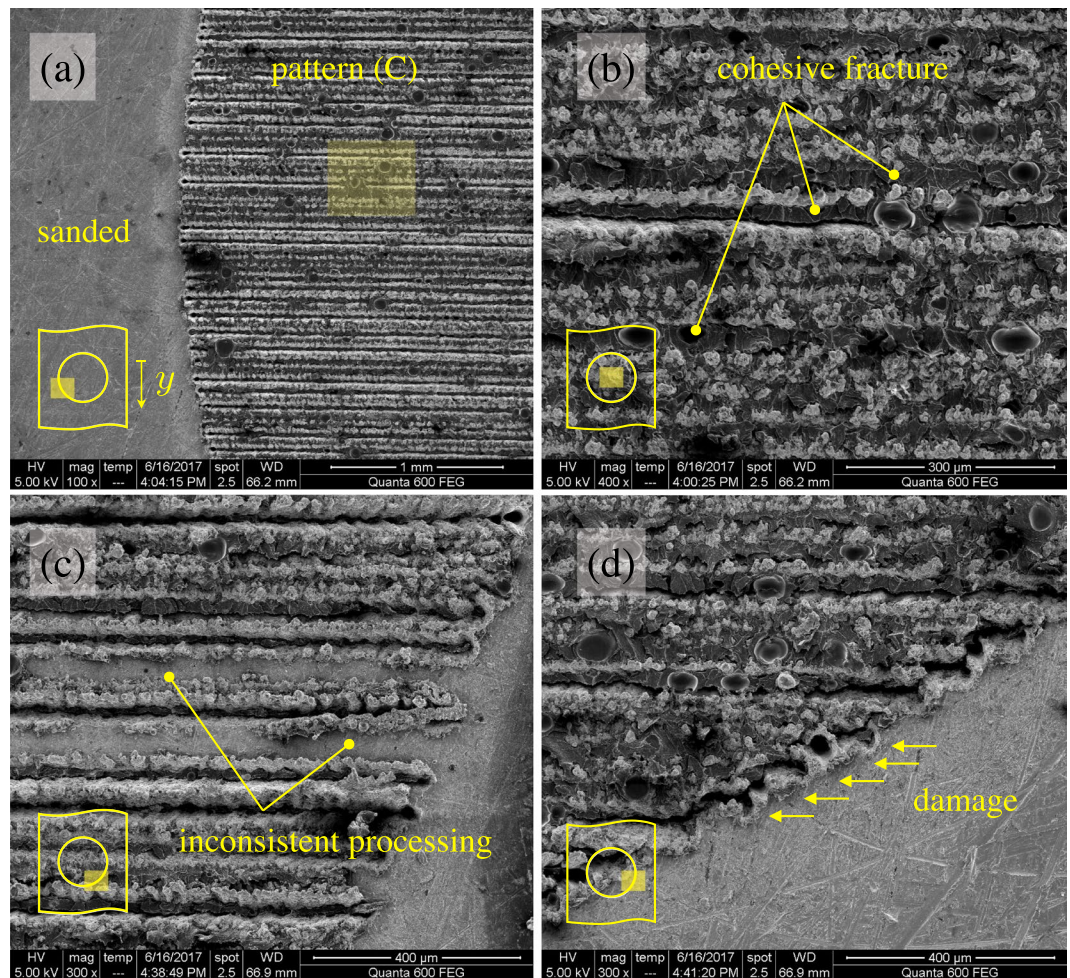 (a)
pattern (C)
sanded
y
HV mag temp 6/16/2017 spot WD 1 mm
5.00 kV 100 x --- 4:04:15 PM 2.5 66.2 mm Quanta 600 FEG
(b)
cohesive fracture
HV mag temp 6/16/2017 spot WD 300 µm
5.00 kV 400 x --- 4:00:25 PM 2.5 66.2 mm Quanta 600 FEG
(c)
inconsistent processing
HV mag temp 6/16/2017 spot WD 400 µm
5.00 kV 300 x --- 4:38:49 PM 2.5 66.9 mm Quanta 600 FEG
(d)
damage
HV mag temp 6/16/2017 spot WD 400 µm
5.00 kV 300 x --- 4:41:20 PM 2.5 66.9 mm Quanta 600 FEG